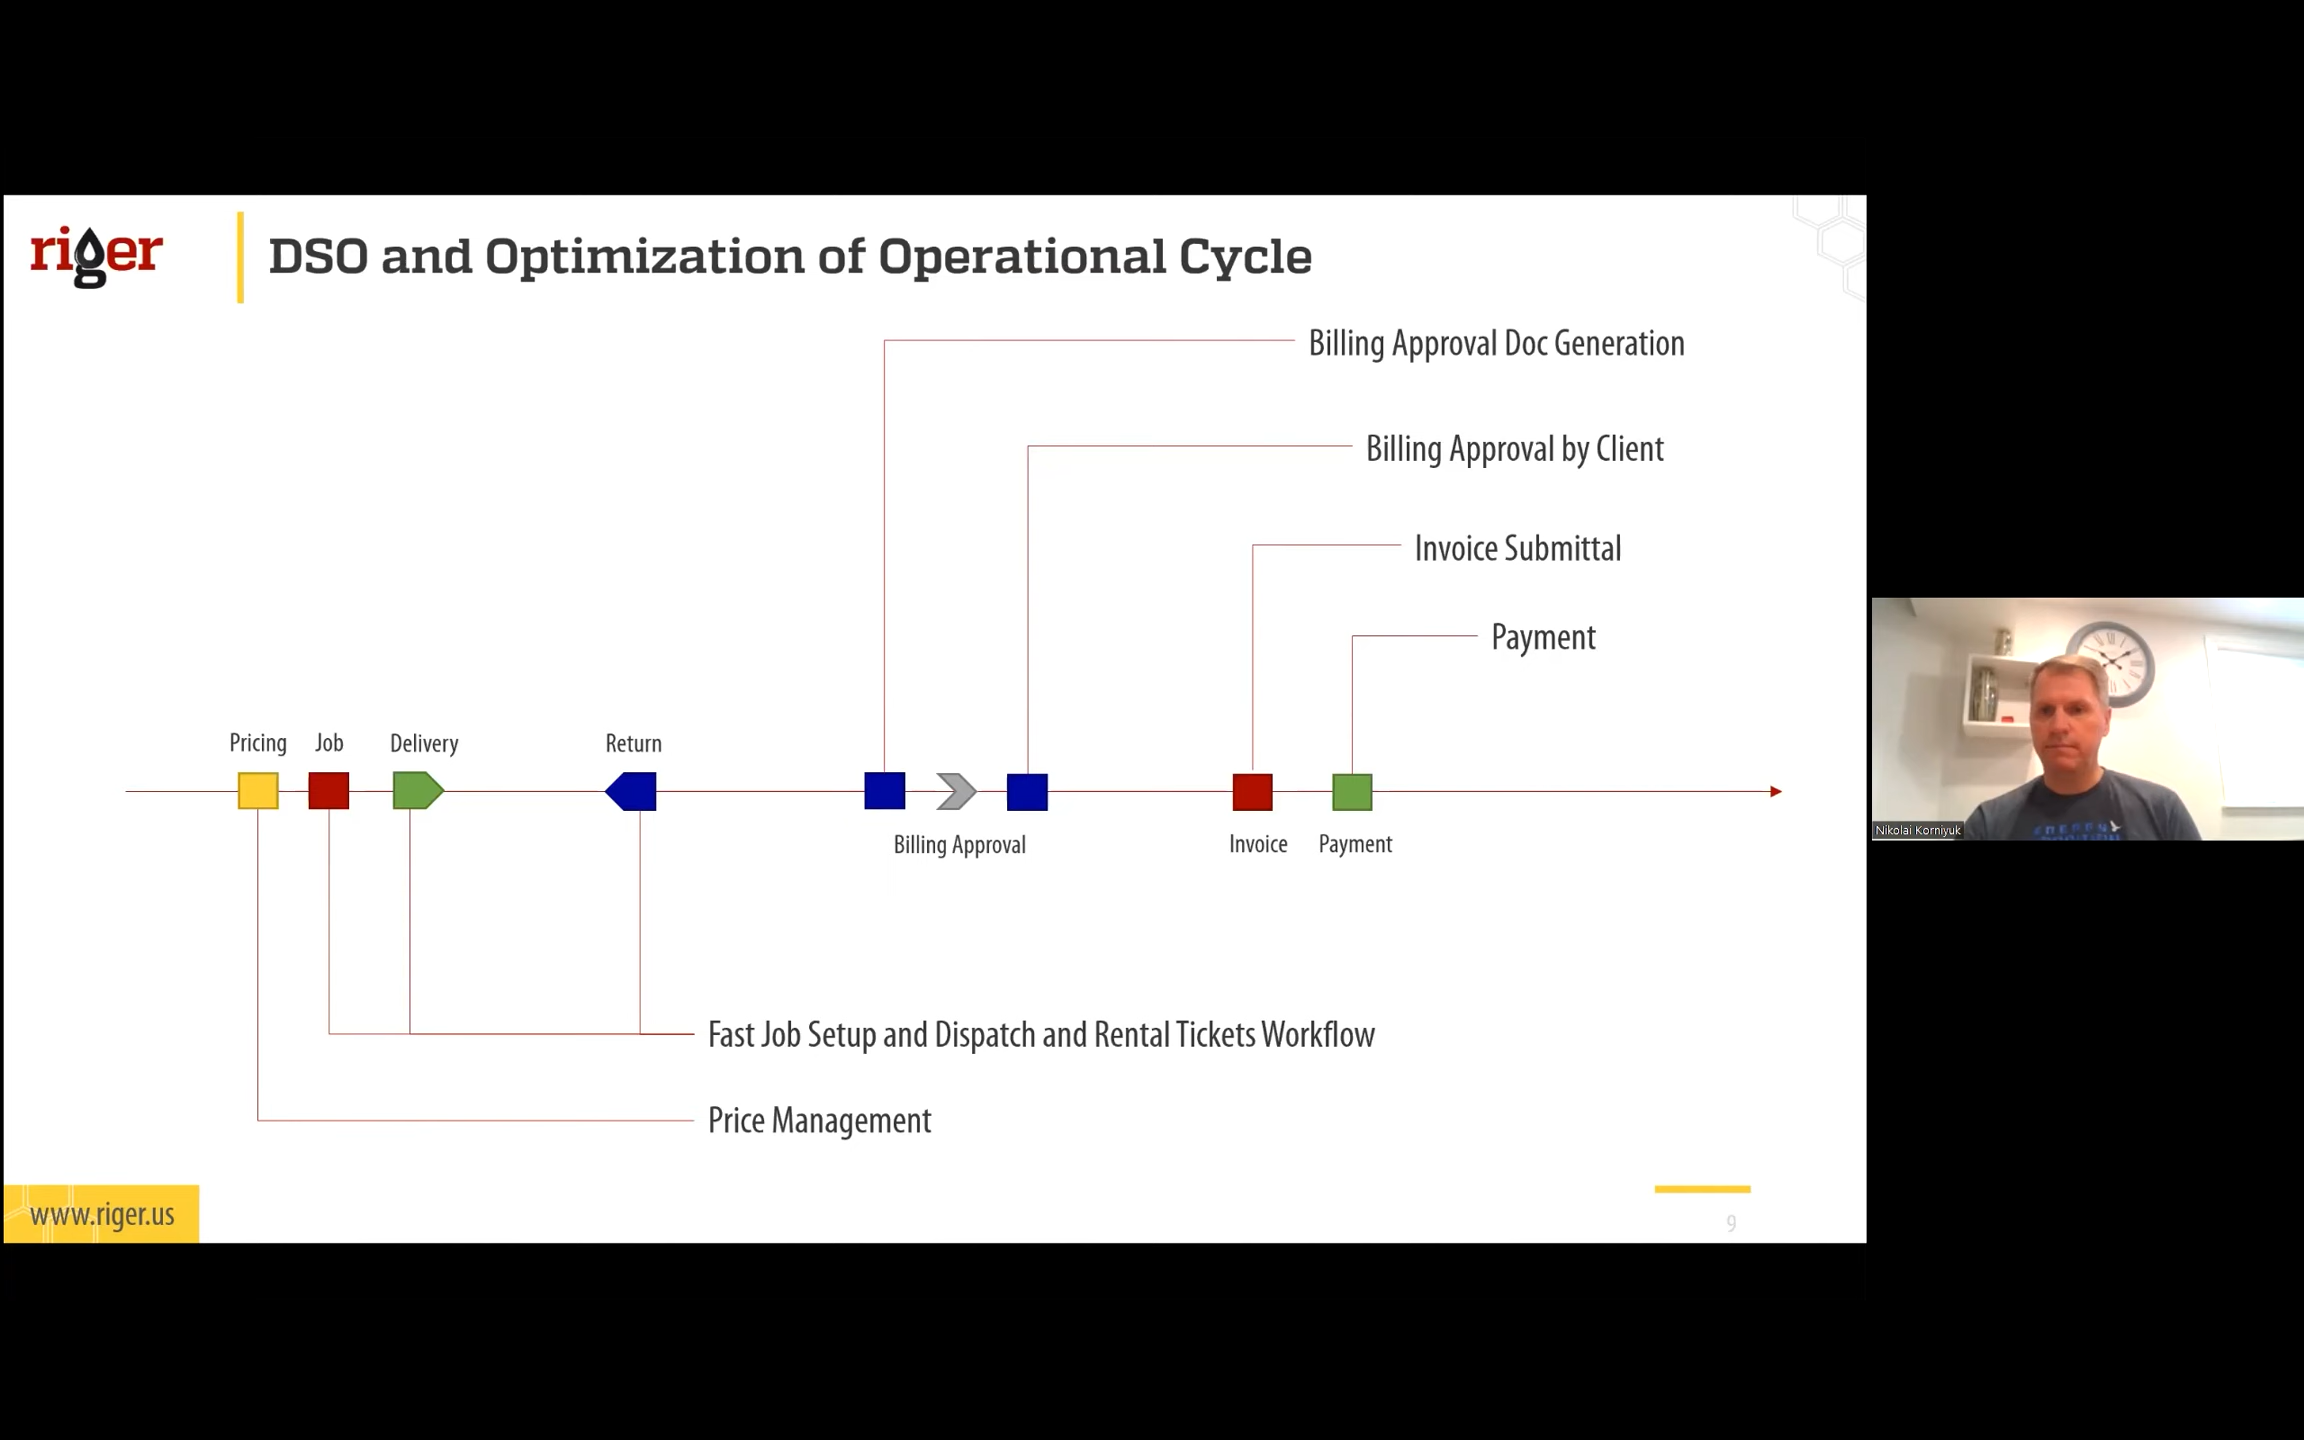 riger
DSO and Optimization of Operational Cycle
Billing Approval Doc Generation
Billing Approval by Client
Invoice Submittal
Payment
Pricing
Job
Delivery
Return
Billing Approval
Invoice
Payment
Fast Job Setup and Dispatch and Rental Tickets Workflow
Price Management
www.riger.us
9
Nikolai Korniyuk